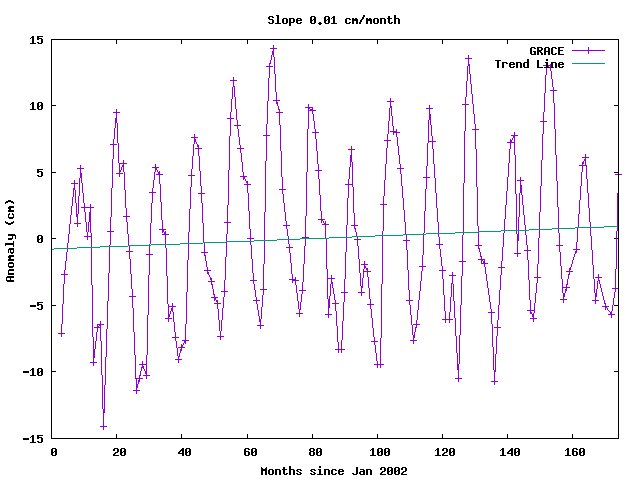 Slope 0.01 cm/month
15
10
5
0
-5
-10
-15
Anomaly (cm)
GRACE
Trend Line
0 20 40 60 80 100 120 140 160
Months since Jan 2002